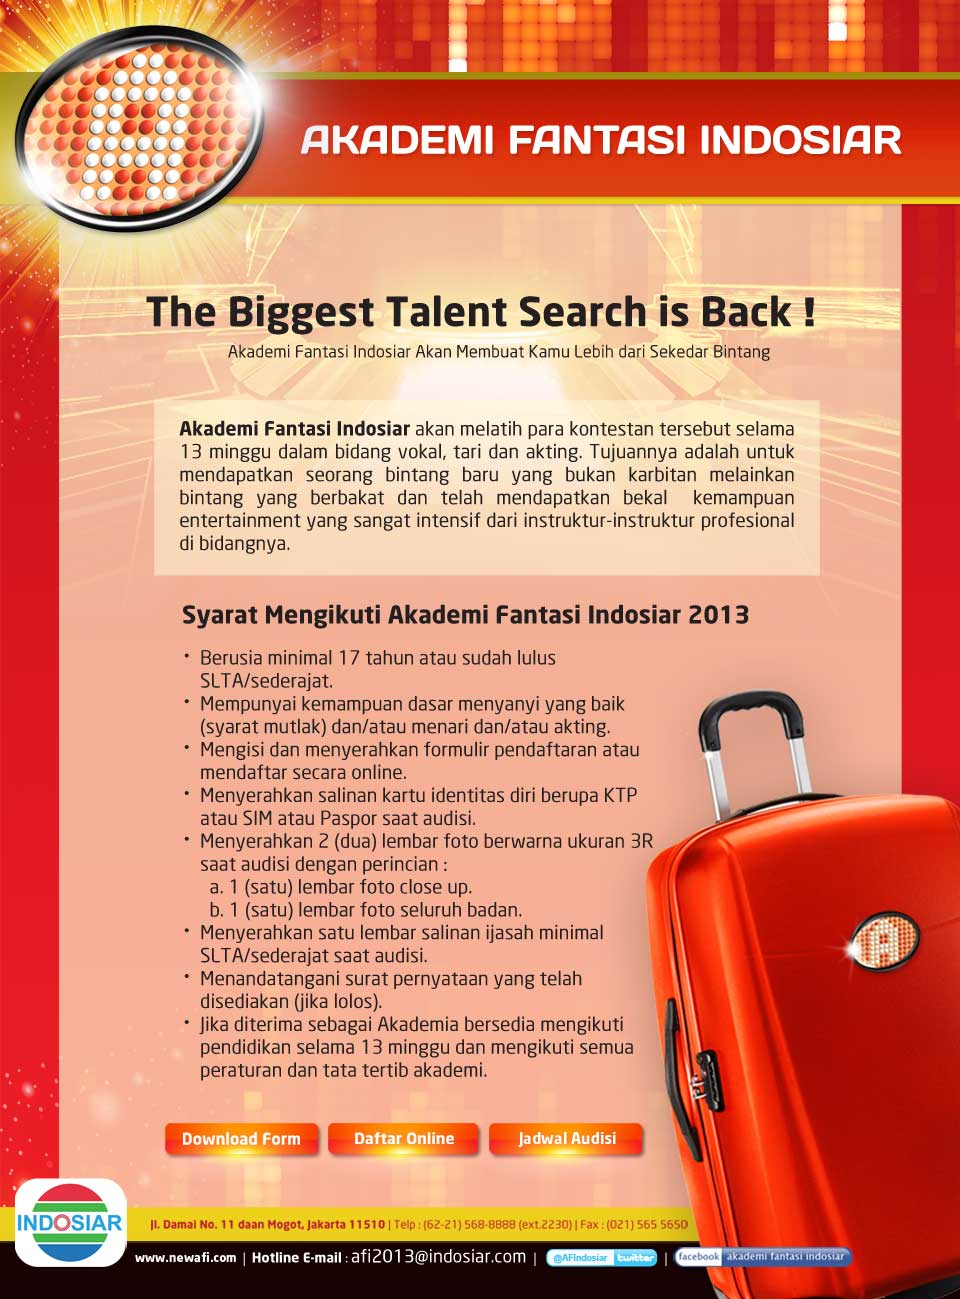 AKADEMI FANTASI INDOSIAR
The Biggest Talent Search is Back !
Akademi Fantasi Indosiar Akan Membuat Kamu Lebih dari Sekedar Bintang
Akademi Fantasi Indosiar akan melatih para kontestan tersebut selama
13 minggu dalam bidang vokal, tari dan akting. Tujuannya adalah untuk
mendapatkan seorang bintang baru yang bukan karbitan melainkan
bintang yang berbakat dan telah mendapatkan bekal kemampuan
entertainment yang sangat intensif dari instruktur-instruktur profesional
di bidangnya.
Syarat Mengikuti Akademi Fantasi Indosiar 2013
• Berusia minimal 17 tahun atau sudah lulus
SLTA/sederajat.
• Mempunyai kemampuan dasar menyanyi yang baik
(syarat mutlak) dan/atau menari dan/atau akting.
• Mengisi dan menyerahkan formulir pendaftaran atau
mendaftar secara online.
• Menyerahkan salinan kartu identitas diri berupa KTP
atau SIM atau Paspor saat audisi.
• Menyerahkan 2 (dua) lembar foto berwarna ukuran 3R
saat audisi dengan perincian :
a. 1 (satu) lembar foto close up.
b. 1 (satu) lembar foto seluruh badan.
• Menyerahkan satu lembar salinan ijasah minimal
SLTA/sederajat saat audisi.
• Menandatangani surat pernyataan yang telah
disediakan (jika lolos).
• Jika diterima sebagai Akademia bersedia mengikuti
pendidikan selama 13 minggu dan mengikuti semua
peraturan dan tata tertib akademi.
Download Form Daftar Online Jadwal Audisi
INDOSIAR
Jl. Damai No. 11 daan Mogot, Jakarta 11510 | Telp : (62-21) 568-8888 (ext.2230) | Fax : (021) 565 5650
www.newafi.com | Hotline E-mail : afi2013@indosiar.com | @AFIndosiar twitter | facebook akademi fantasi indosiar